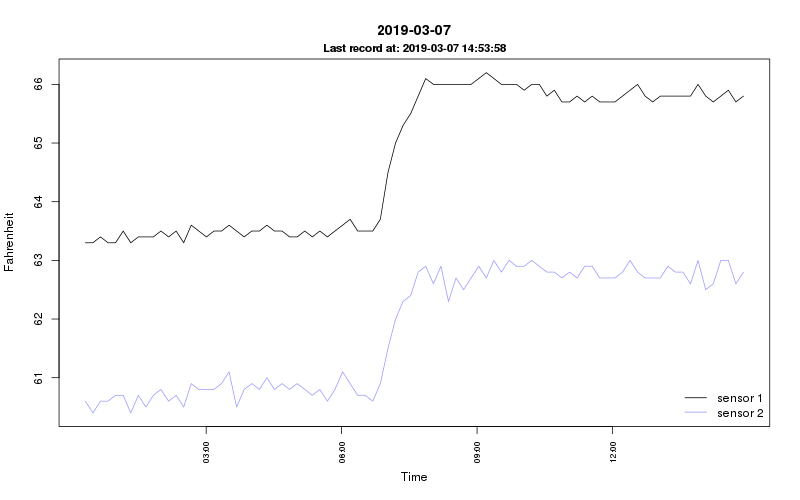 2019-03-07
Last record at: 2019-03-07 14:53:58
Fahrenheit
66
65
64
63
62
61
sensor 1
sensor 2
03:00
06:00
09:00
12:00
Time